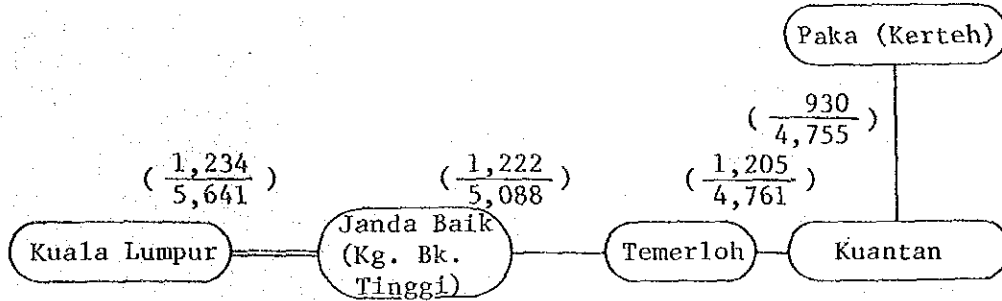 Paka (Kerteh)
( 930
4,755 )
( 1,234
5,641 )
( 1,222
5,088 )
( 1,205
4,761 )
Kuala Lumpur
Janda Baik
(Kg. Bk.
Tinggi)
Temerloh
Kuantan